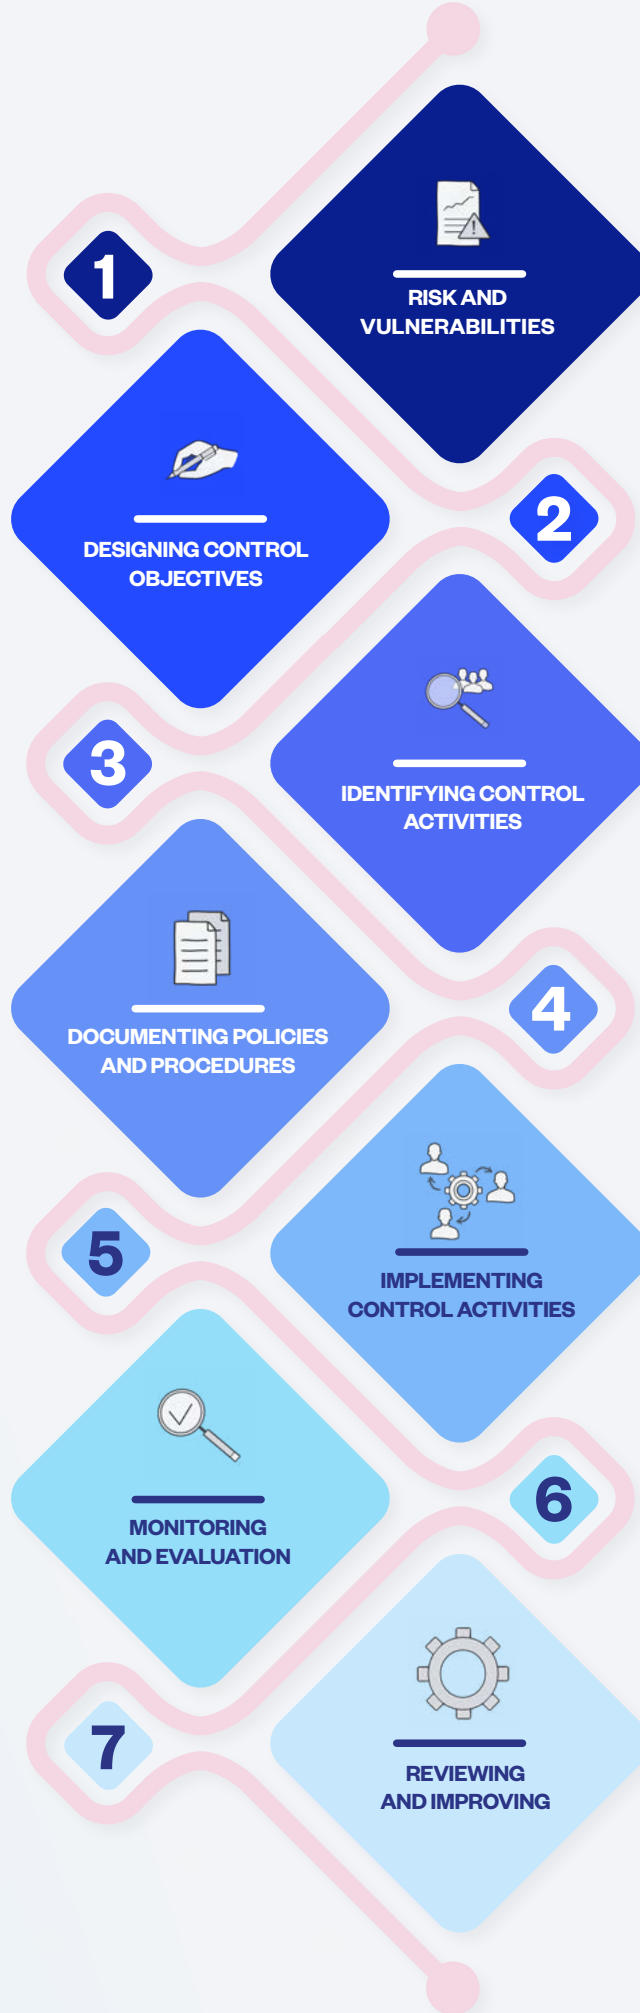 1
RISK AND
VULNERABILITIES
2
DESIGNING CONTROL
OBJECTIVES
3
IDENTIFYING CONTROL
ACTIVITIES
4
DOCUMENTING POLICIES
AND PROCEDURES
5
IMPLEMENTING
CONTROL ACTIVITIES
6
MONITORING
AND EVALUATION
7
REVIEWING
AND IMPROVING